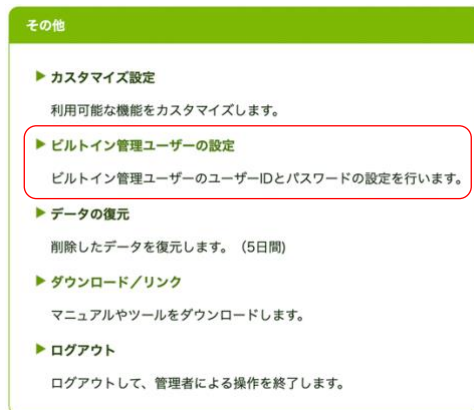 その他
カスタマイズ設定
利用可能な機能をカスタマイズします。
ビルトイン管理ユーザーの設定
ビルトイン管理ユーザーのユーザーIDとパスワードの設定を行います。
データの復元
削除したデータを復元します。（5日間)
ダウンロード／リンク
マニュアルやツールをダウンロードします。
ログアウト
ログアウトして、管理者による操作を終了します。